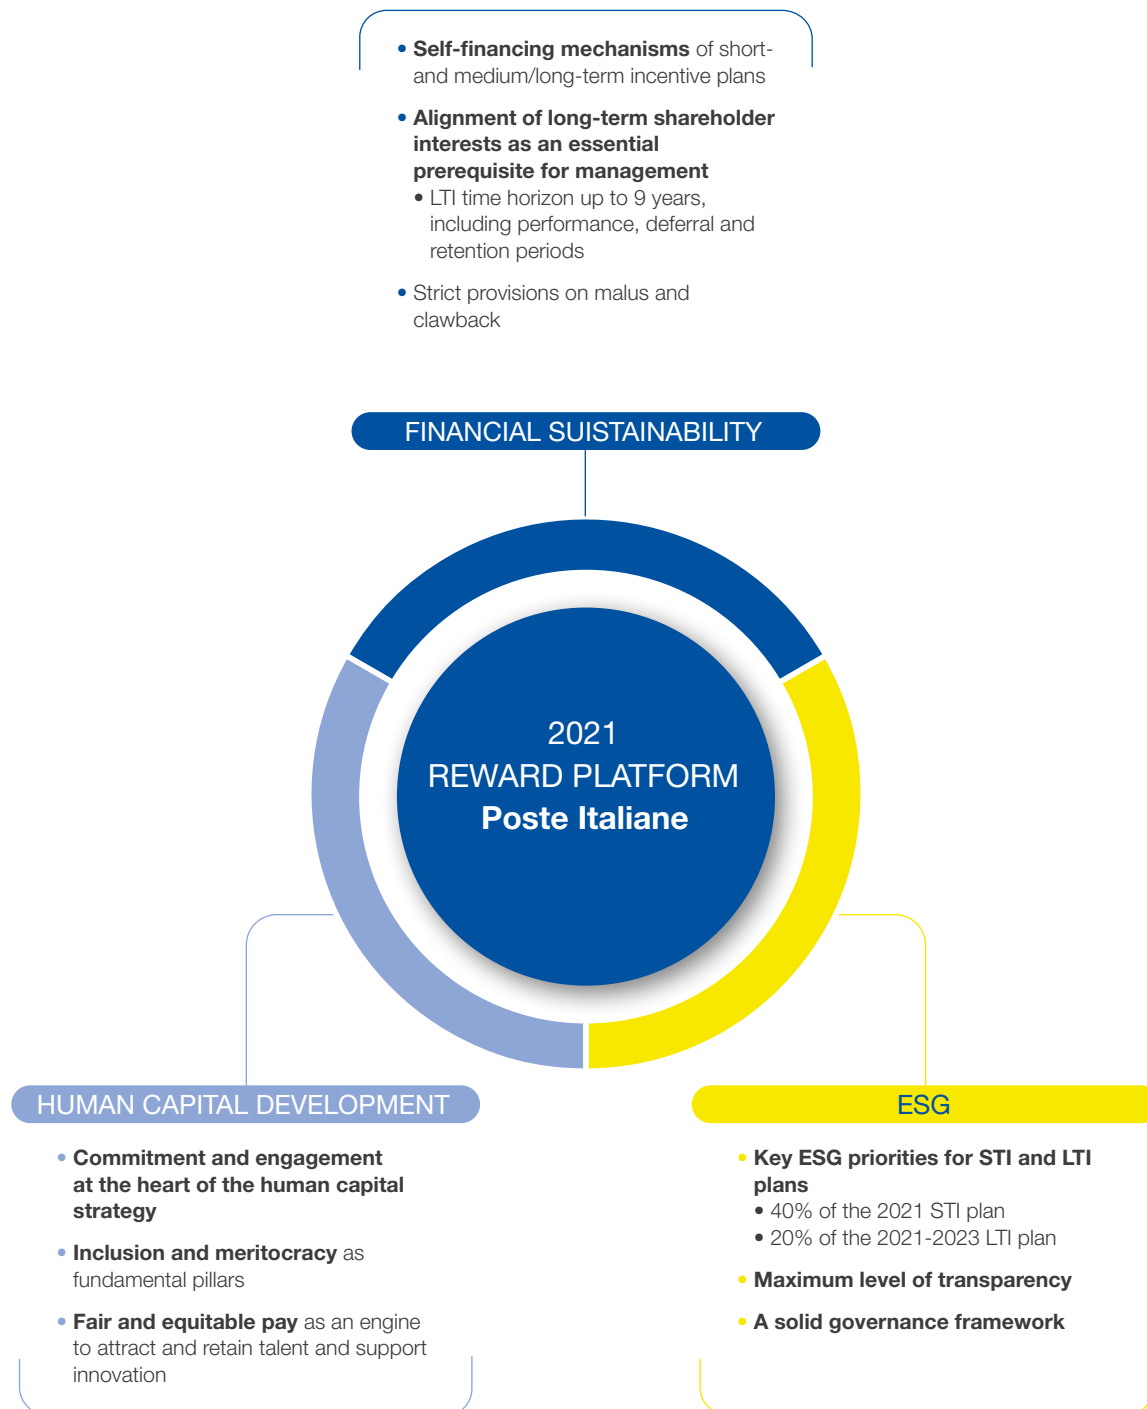 • Self-financing mechanisms of short-
and medium/long-term incentive plans
• Alignment of long-term shareholder
interests as an essential
prerequisite for management
• LTI time horizon up to 9 years,
including performance, deferral and
retention periods
• Strict provisions on malus and
clawback
FINANCIAL SUISTAINABILITY
2021
REWARD PLATFORM
Poste Italiane
HUMAN CAPITAL DEVELOPMENT
• Commitment and engagement
at the heart of the human capital
strategy
• Inclusion and meritocracy as
fundamental pillars
• Fair and equitable pay as an engine
to attract and retain talent and support
innovation
ESG
• Key ESG priorities for STI and LTI
plans
• 40% of the 2021 STI plan
• 20% of the 2021-2023 LTI plan
• Maximum level of transparency
• A solid governance framework